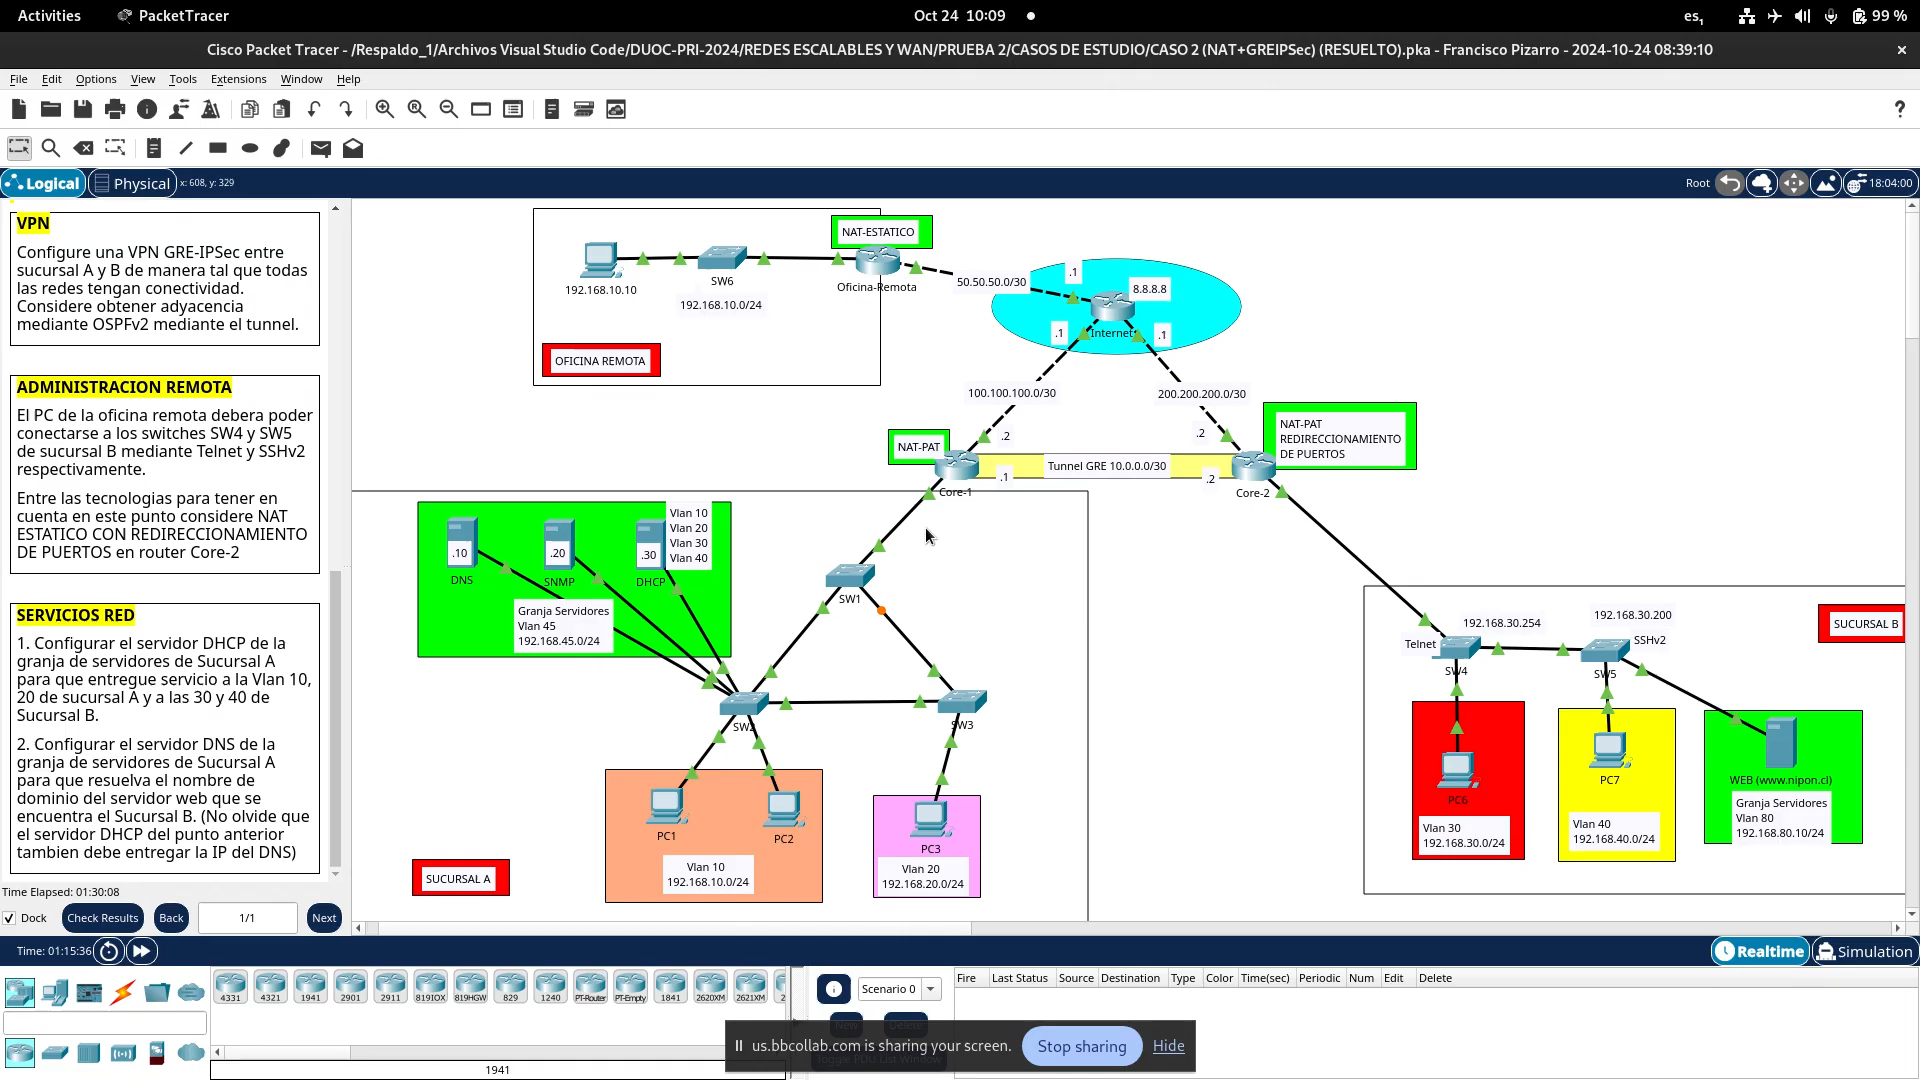 Activities
PacketTracer
Oct 24 10:09
es1
99 %
Cisco Packet Tracer - /Respaldo_1/Archivos Visual Studio Code/DUOC-PRI-2024/REDES ESCALABLES Y WAN/PRUEBA 2/CASOS DE ESTUDIO/CASO 2 (NAT+GREIPSec) (RESUELTO).pka - Francisco Pizarro - 2024-10-24 08:39:10
File Edit Options View Tools Extensions Window Help
Logical
Physical
x: 608, y: 329
Root
18:04:00
VPN
Configure una VPN GRE-IPSec entre
sucursal A y B de manera tal que todas
las redes tengan conectividad.
Considere obtener adyacencia
mediante OSPFv2 mediante el tunnel.
ADMINISTRACION REMOTA
El PC de la oficina remota debera poder
conectarse a los switches SW4 y SW5
de sucursal B mediante Telnet y SSHv2
respectivamente.
Entre las tecnologias para tener en
cuenta en este punto considere NAT
ESTATICO CON REDIRECCIONAMIENTO
DE PUERTOS en router Core-2
SERVICIOS RED
1. Configurar el servidor DHCP de la
granja de servidores de Sucursal A
para que entregue servicio a la Vlan 10,
20 de sucursal A y a las 30 y 40 de
Sucursal B.
2. Configurar el servidor DNS de la
granja de servidores de Sucursal A
para que resuelva el nombre de
dominio del servidor web que se
encuentra el Sucursal B. (No olvide que
el servidor DHCP del punto anterior
tambien debe entregar la IP del DNS)
Time Elapsed: 01:30:08
Dock
Check Results
Back
1/1
Next
NAT-ESTATICO
192.168.10.10
SW6
192.168.10.0/24
Oficina-Remota
OFICINA REMOTA
50.50.50.0/30
.1
8.8.8.8
.1
Internet
.1
100.100.100.0/30
200.200.200.0/30
.2
.2
NAT-PAT
NAT-PAT
REDIRECCIONAMIENTO
DE PUERTOS
Tunnel GRE 10.0.0.0/30
.1
.2
Core-1
Core-2
Vlan 10
Vlan 20
Vlan 30
Vlan 40
.10
.20
.30
DNS
SNMP
DHCP
Granja Servidores
Vlan 45
192.168.45.0/24
SW1
SW2
SW3
PC1
PC2
Vlan 10
192.168.10.0/24
PC3
Vlan 20
192.168.20.0/24
SUCURSAL A
192.168.30.254
192.168.30.200
SUCURSAL B
Telnet
SSHv2
SW4
SW5
PC6
Vlan 30
192.168.30.0/24
PC7
Vlan 40
192.168.40.0/24
WEB (www.nipon.cl)
Granja Servidores
Vlan 80
192.168.80.10/24
Time: 01:15:36
Realtime
Simulation
4331 4321 1941 2901 2911 819IOX 819HGW 829 1240 PT-Router PT-Empty 1841 2620XM 2621XM
1941
Scenario 0
New
Delete
Toggle PDU List Window
Fire Last Status Source Destination Type Color Time(sec) Periodic Num Edit Delete
us.bbcollab.com is sharing your screen.
Stop sharing
Hide